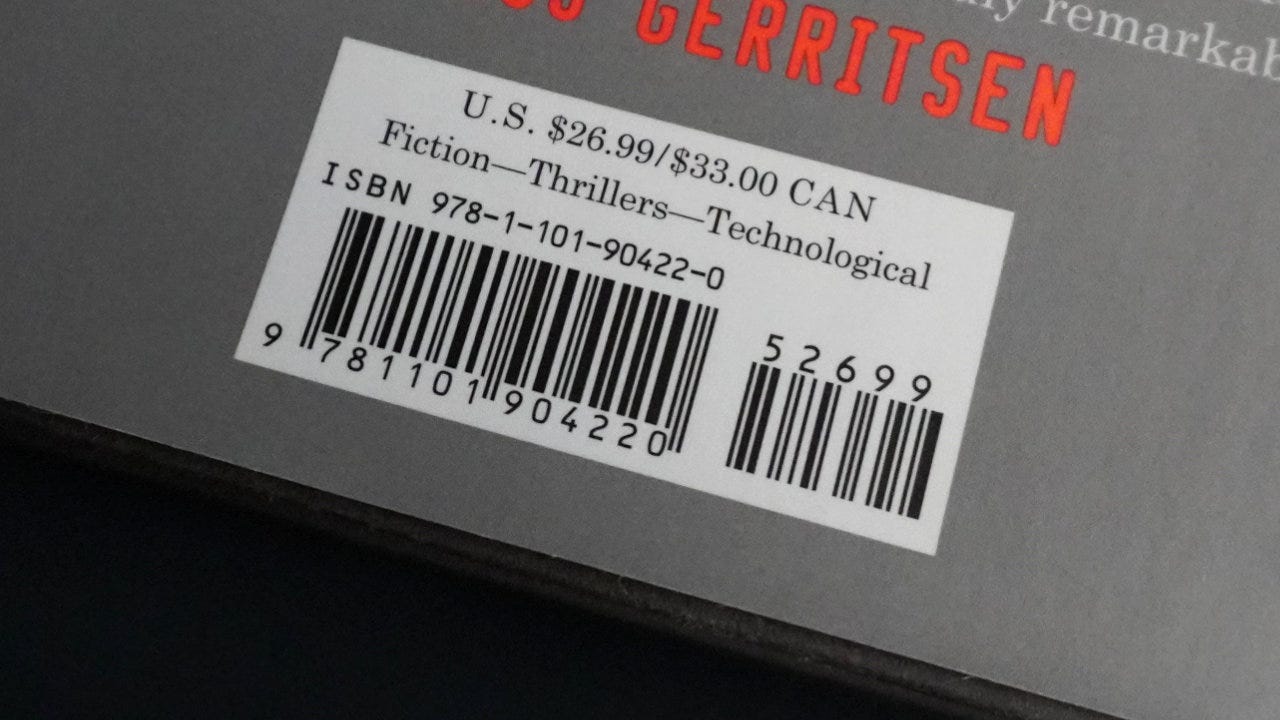 GERRITSEN
remarkab
U.S. $26.99/$33.00 CAN
Fiction—Thrillers—Technological
ISBN 978-1-101-90422-0
52699
9 781101 904220